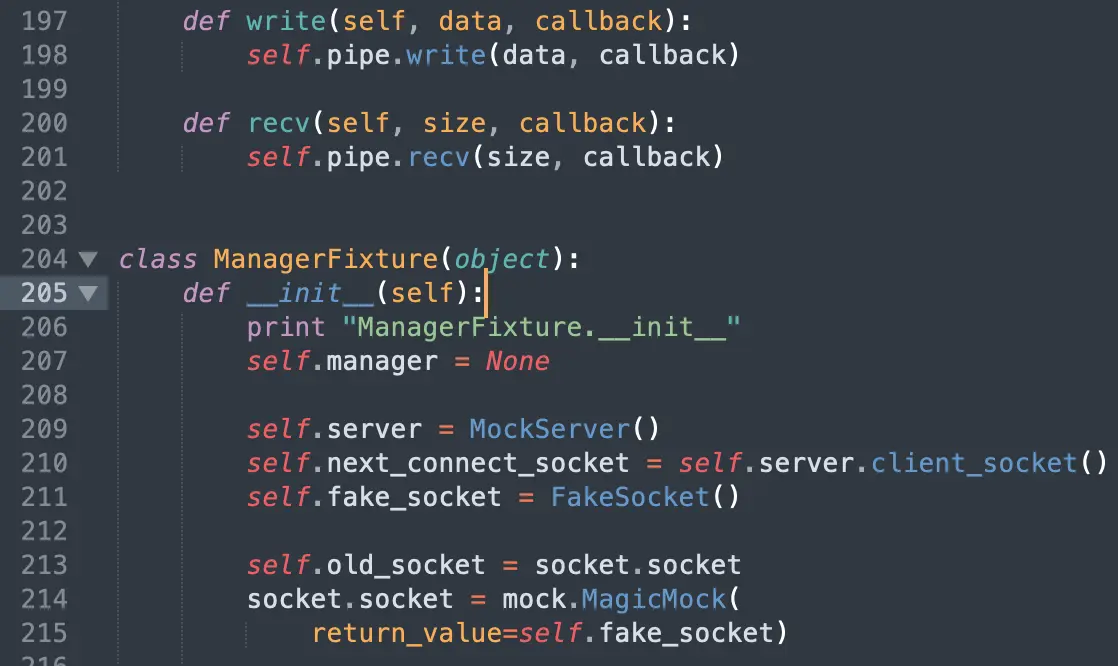 197 def write(self, data, callback):
198 self.pipe.write(data, callback)
199
200 def recv(self, size, callback):
201 self.pipe.recv(size, callback)
202
203
204 class ManagerFixture(object):
205 def __init__(self):
206 print "ManagerFixture.__init__"
207 self.manager = None
208
209 self.server = MockServer()
210 self.next_connect_socket = self.server.client_socket()
211 self.fake_socket = FakeSocket()
212
213 self.old_socket = socket.socket
214 socket.socket = mock.MagicMock(
215 return_value=self.fake_socket)
216